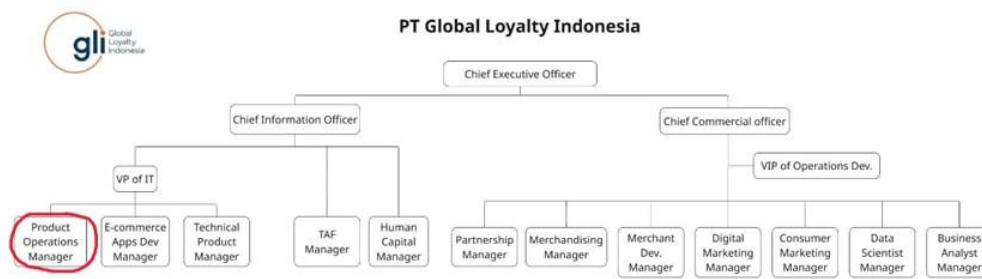 gli
Global
Loyalty
Indonesia
PT Global Loyalty Indonesia
Chief Executive Officer
Chief Information Officer
Chief Commercial officer
VIP of Operations Dev.
VP of IT
Product
Operations
Manager
E-commerce
Apps Dev
Manager
Technical
Product
Manager
TAF
Manager
Human
Capital
Manager
Partnership
Manager
Merchandising
Manager
Merchant
Dev.
Manager
Digital
Marketing
Manager
Consumer
Marketing
Manager
Data
Scientist
Manager
Business
Analyst
Manager